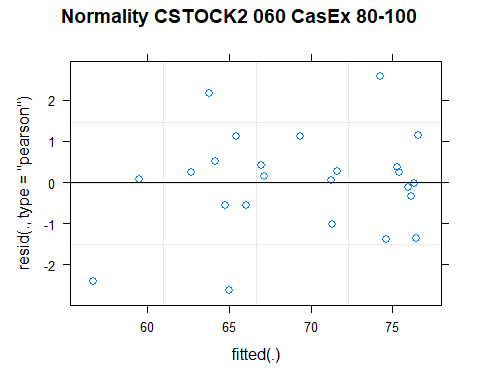 Normality CSTOCK2 060 CasEx 80-100
resid(., type = "pearson")
2
1
0
-1
-2
60 65 70 75
fitted(.)